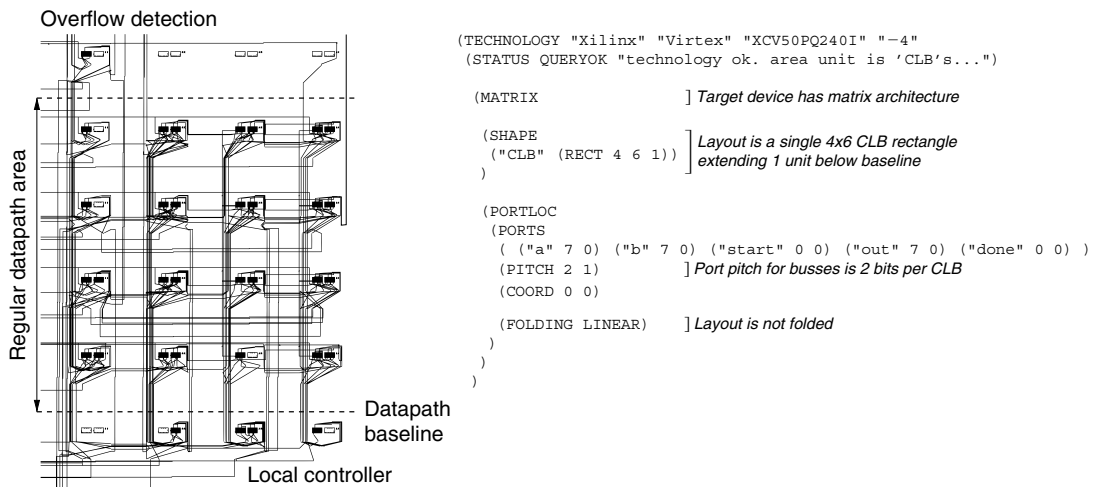 Overflow detection
Regular datapath area
Datapath
baseline
Local controller
(TECHNOLOGY "Xilinx" "Virtex" "XCV50PQ240I" "−4"
(STATUS QUERYOK "technology ok. area unit is 'CLB's...")
(MATRIX ] Target device has matrix architecture
(SHAPE
("CLB" (RECT 4 6 1))
)
Layout is a single 4x6 CLB rectangle
extending 1 unit below baseline
(PORTLOC
(PORTS
( ("a" 7 0) ("b" 7 0) ("start" 0 0) ("out" 7 0) ("done" 0 0) )
(PITCH 2 1) ] Port pitch for busses is 2 bits per CLB
(COORD 0 0)
(FOLDING LINEAR) ] Layout is not folded
)
)
)